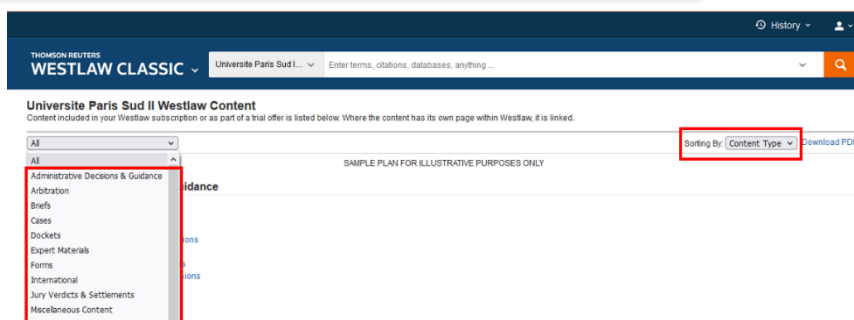 History
THOMSON REUTERS
WESTLAW CLASSIC
Universite Paris Sud I... Enter terms, citations, databases, anything ...
Universite Paris Sud II Westlaw Content
Content included in your Westlaw subscription or as part of a trial offer is listed below. Where the content has its own page within Westlaw, it is linked.
All Sorting By: Content Type Download PDF
All SAMPLE PLAN FOR ILLUSTRATIVE PURPOSES ONLY
Administrative Decisions & Guidance idance
Arbitration
Briefs
Cases
Dockets ions
Expert Materials
Forms s
International ions
Jury Verdicts & Settlements
Miscellaneous Content